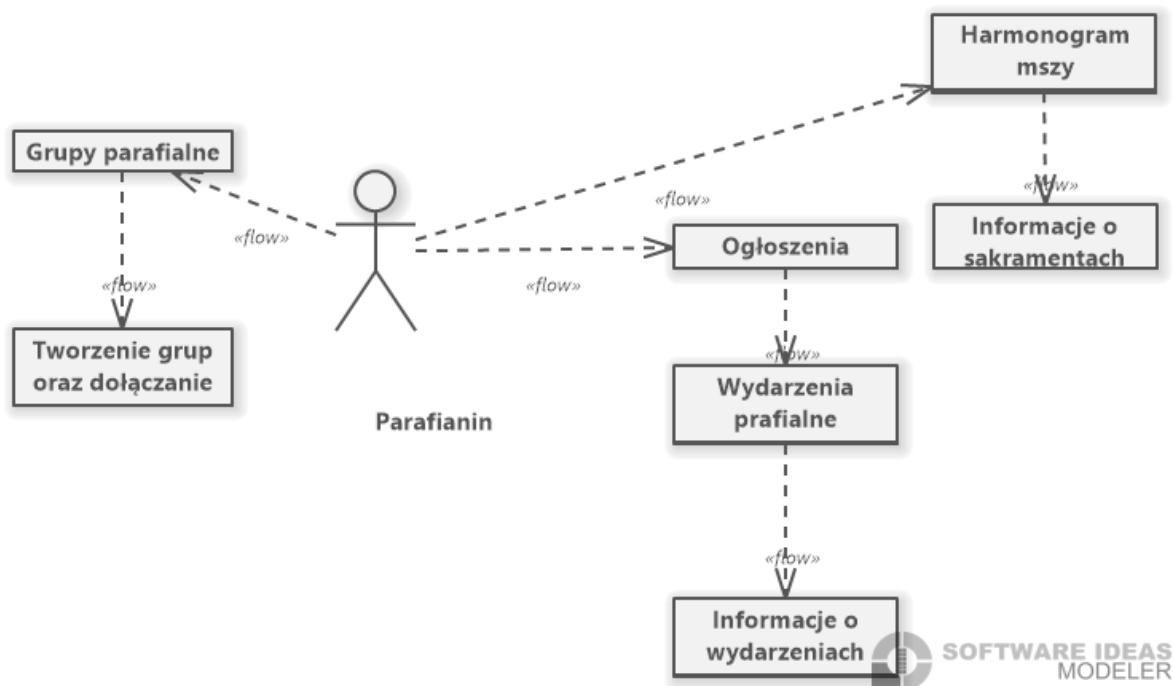 Harmonogram
mszy
Grupy parafialne
«flow»
«flow»
«flow»
Informacje o
sakramentach
Ogłoszenia
«flow»
«flow»
Tworzenie grup
oraz dołączanie
«flow»
Wydarzenia
prafialne
Parafianin
«flow»
Informacje o
wydarzeniach
SOFTWARE IDEAS
MODELER